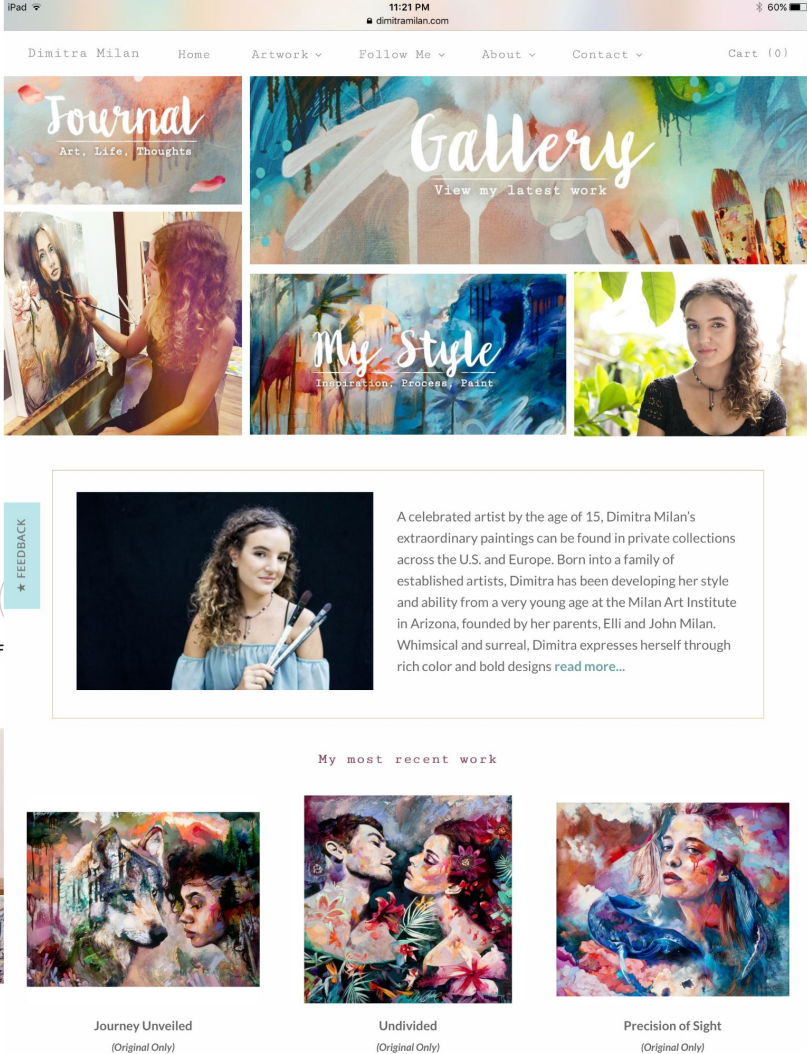 iPad
11:21 PM
60%
dimitramilan.com
Dimitra Milan Home Artwork Follow Me About Contact Cart (0)
Journal
Art, Life, Thoughts
Gallery
View my latest work
My Style
Inspiration, Process, Paint
★ FEEDBACK
A celebrated artist by the age of 15, Dimitra Milan’s
extraordinary paintings can be found in private collections
across the U.S. and Europe. Born into a family of
established artists, Dimitra has been developing her style
and ability from a very young age at the Milan Art Institute
in Arizona, founded by her parents, Elli and John Milan.
Whimsical and surreal, Dimitra expresses herself through
rich color and bold designs read more...
My most recent work
Journey Unveiled
(Original Only)
Undivided
(Original Only)
Precision of Sight
(Original Only)